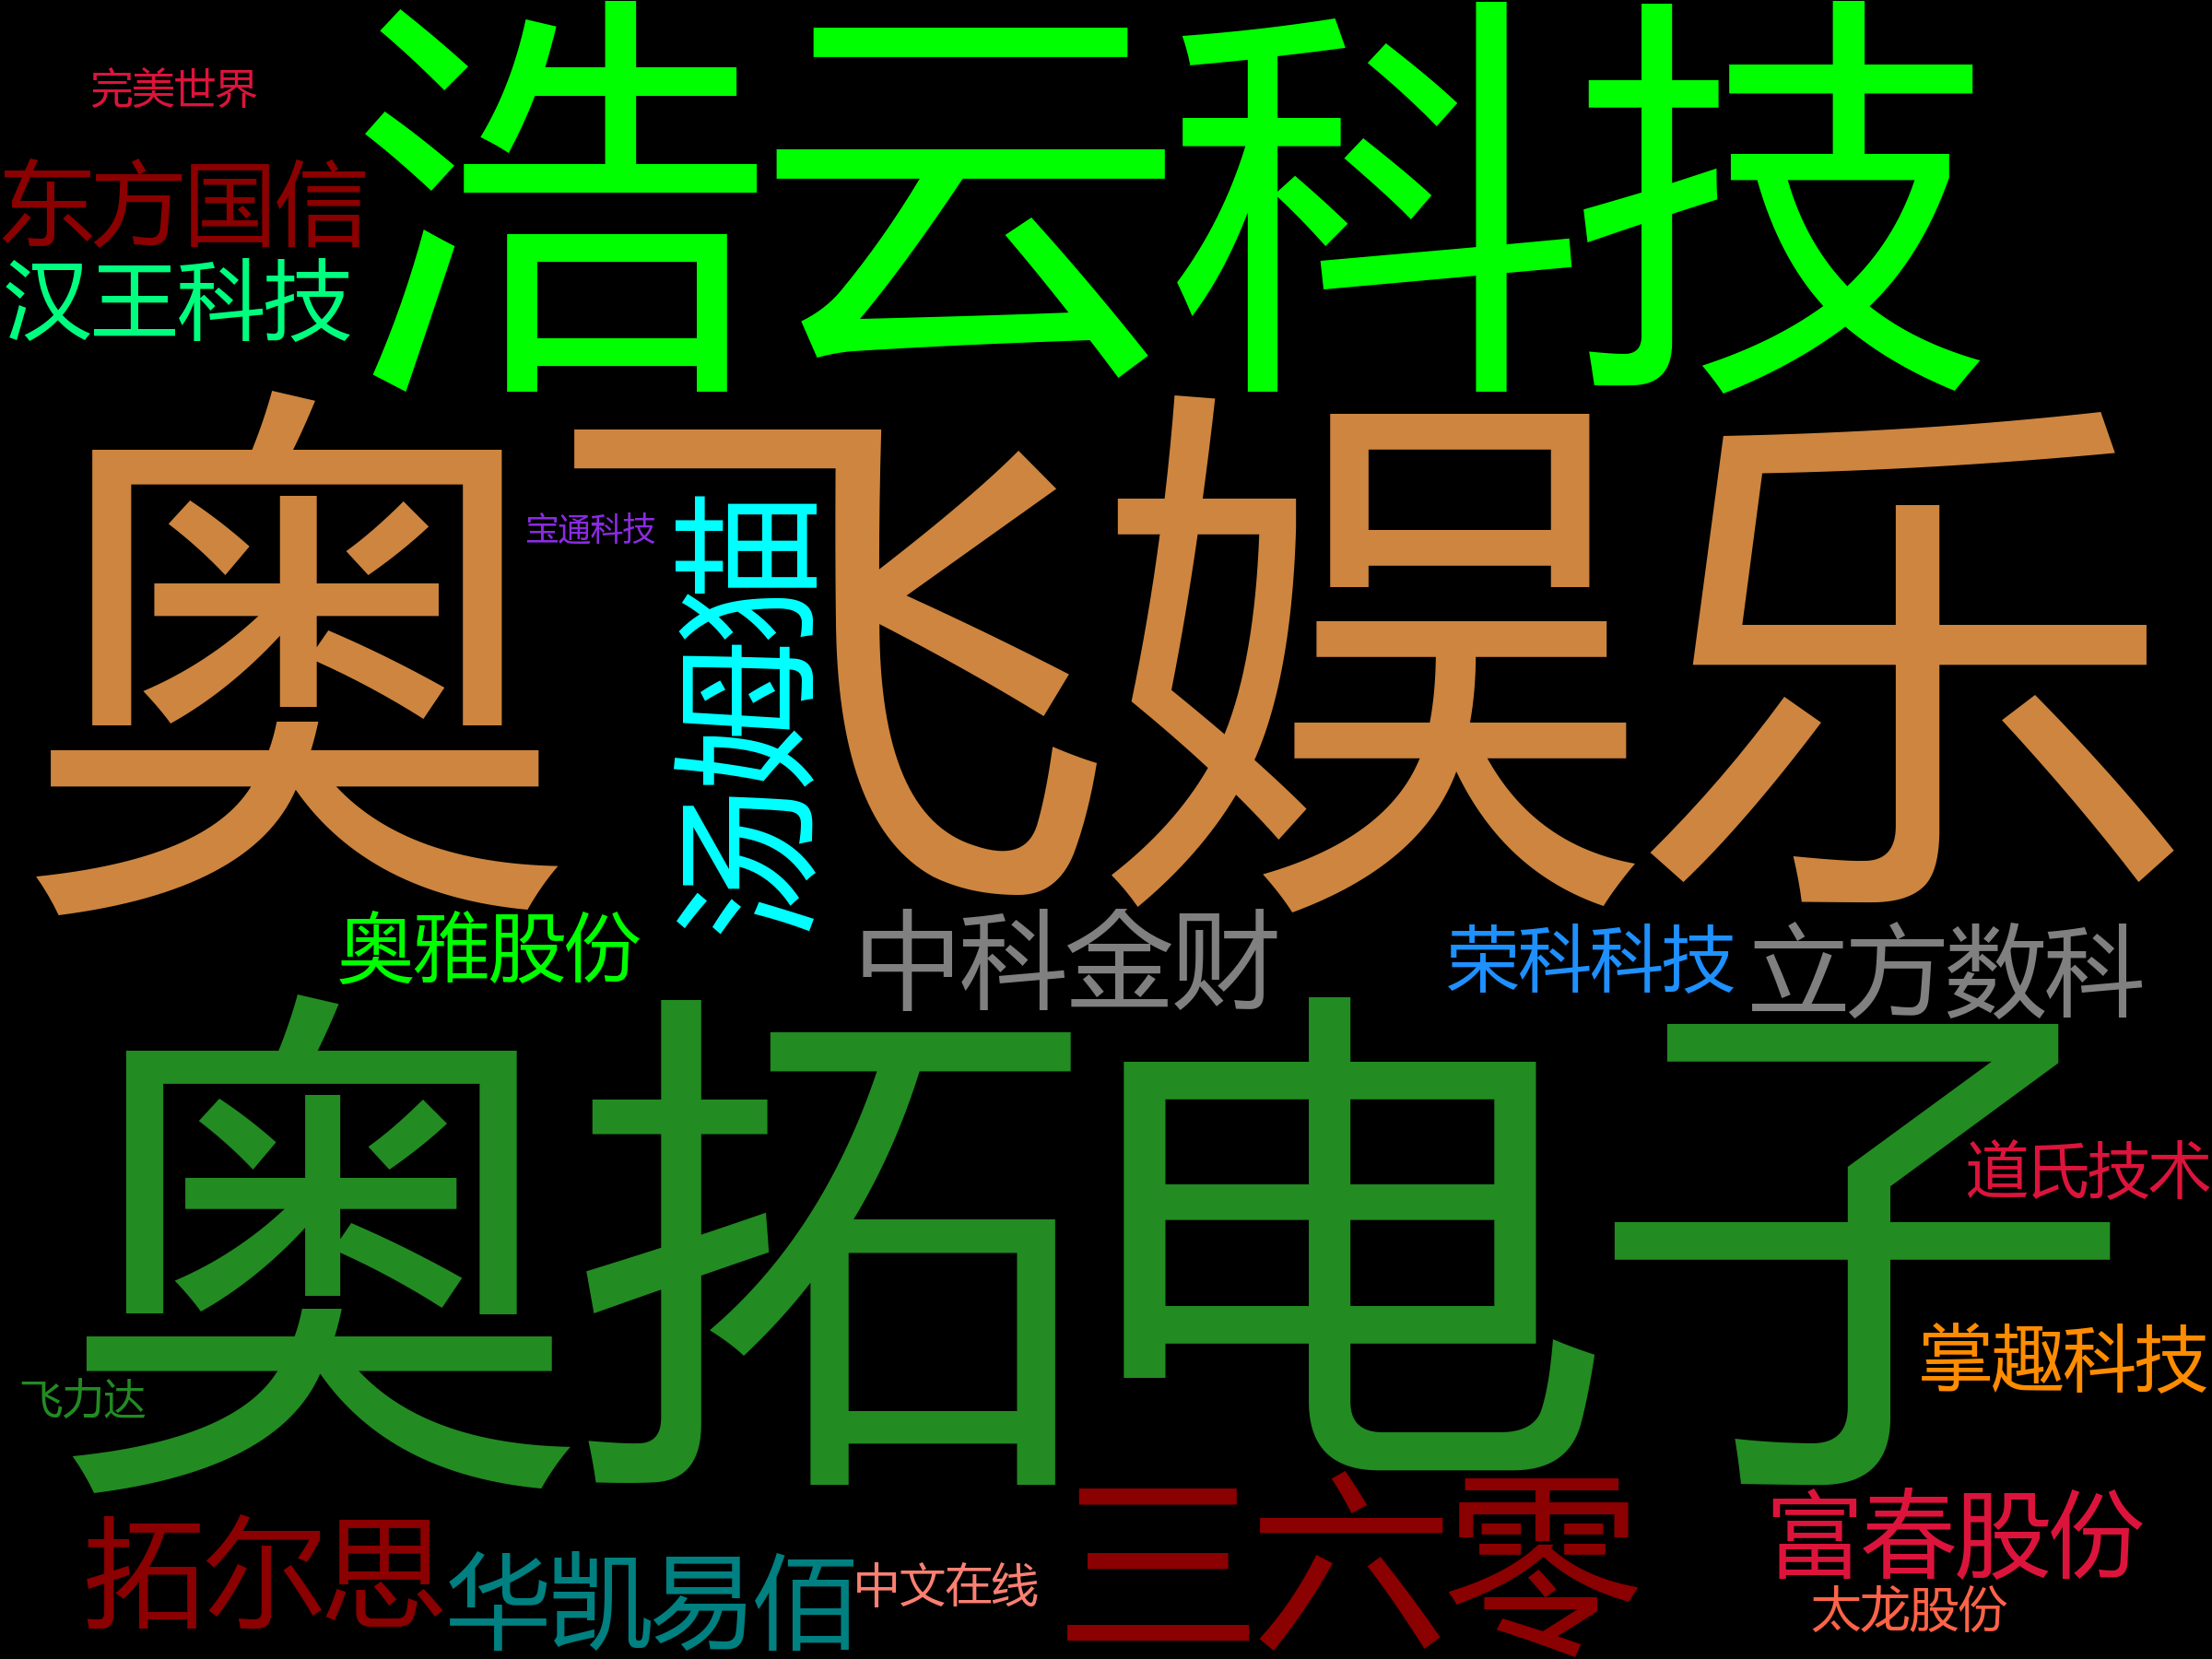 浩云科技
完美世界
东方国信
汉王科技
奥飞娱乐
宝通科技
汤姆猫
奥雅股份
中科金财
荣科科技
立方数科
奥拓电子
道氏技术
掌趣科技
飞力达
三六零
富春股份
拓尔思
华凯易佰
中文在线
太龙股份